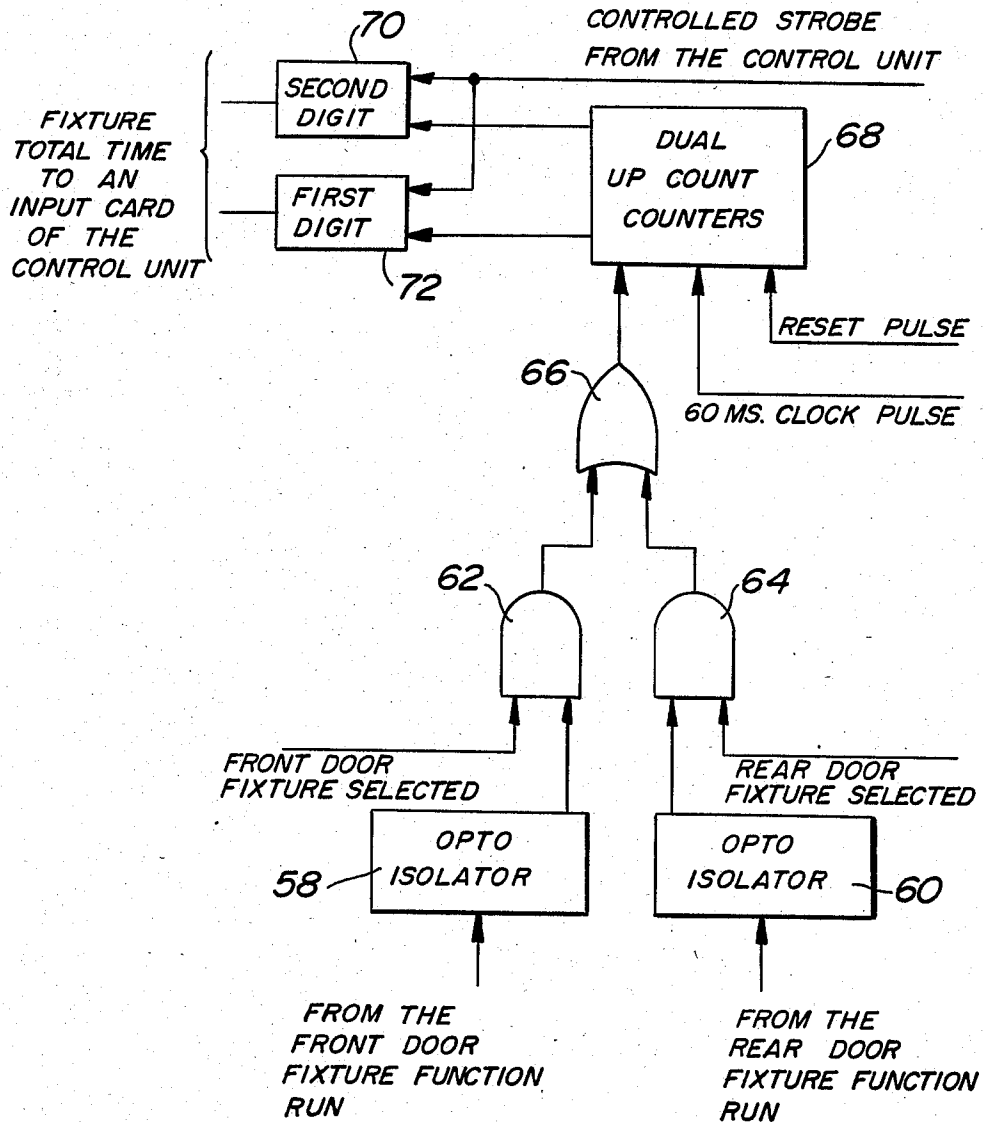 70
CONTROLLED STROBE
FROM THE CONTROL UNIT
SECOND
DIGIT
FIXTURE
TOTAL TIME
TO AN
INPUT CARD
OF THE
CONTROL UNIT
DUAL
UP COUNT
COUNTERS
68
FIRST
DIGIT
72
RESET PULSE
66
60 MS. CLOCK PULSE
62
64
FRONT DOOR
FIXTURE SELECTED
REAR DOOR
FIXTURE SELECTED
OPTO
ISOLATOR
58
OPTO
ISOLATOR
60
FROM THE
FRONT DOOR
FIXTURE FUNCTION
RUN
FROM THE
REAR DOOR
FIXTURE FUNCTION
RUN